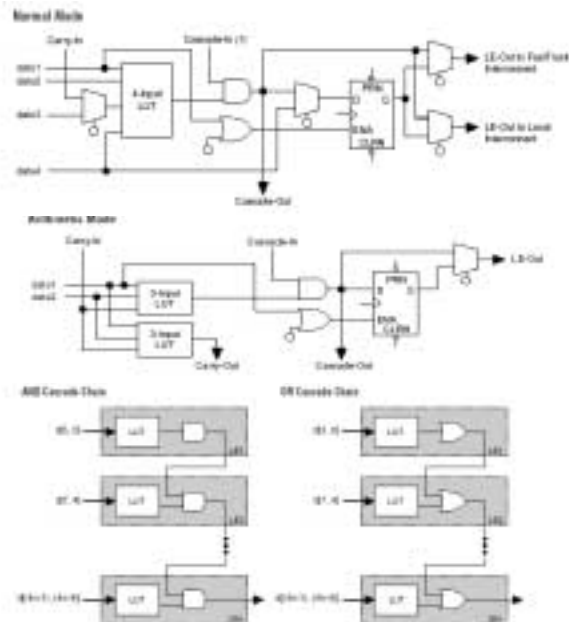 Normal Mode
Carry-In
Cascade-In (1)
data1
data2
data3
data4
4-Input
LUT
PRN
D
Q
ENA
CLRN
LE-Out to FastTrack
Interconnect
LE-Out to Local
Interconnect
Cascade-Out
Arithmetic Mode
Carry-In
Cascade-In
data1
data2
3-Input
LUT
3-Input
LUT
PRN
D
Q
ENA
CLRN
LE-Out
Carry-Out
Cascade-Out
AND Cascade Chain
OR Cascade Chain
LUT
LUT
LUT
LUT
LUT
LUT